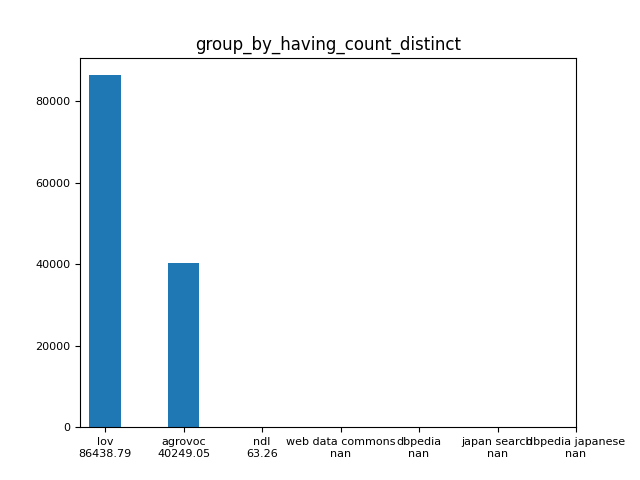 group_by_having_count_distinct
80000
60000
40000
20000
0
lov agrovoc ndl web data commons dbpedia japan search dbpedia japanese
86438.79 40249.05 63.26 nan nan nan nan